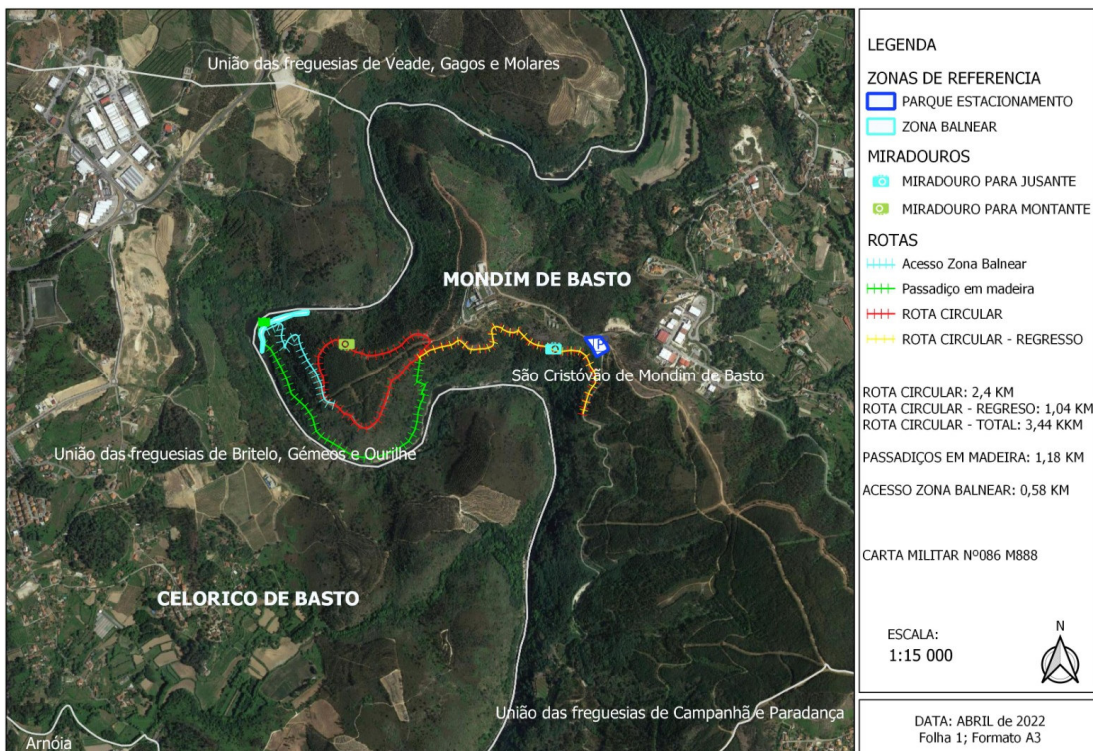 União das freguesias de Veade, Gagos e Molares
MONDIM DE BASTO
P
São Cristóvão de Mondim de Basto
União das freguesias de Britelo, Gémeos e Ourilhe
CELORICO DE BASTO
União das freguesias de Campanhã e Paradança
Arnóia
LEGENDA
ZONAS DE REFERENCIA
PARQUE ESTACIONAMENTO
ZONA BALNEAR
MIRADOUROS
MIRADOURO PARA JUSANTE
MIRADOURO PARA MONTANTE
ROTAS
Acesso Zona Balnear
Passadiço em madeira
ROTA CIRCULAR
ROTA CIRCULAR - REGRESSO
ROTA CIRCULAR: 2,4 KM
ROTA CIRCULAR - REGRESO: 1,04 KM
ROTA CIRCULAR - TOTAL: 3,44 KKM
PASSADIÇOS EM MADEIRA: 1,18 KM
ACESSO ZONA BALNEAR: 0,58 KM
CARTA MILITAR Nº086 M888
ESCALA:
1:15 000
N
DATA: ABRIL de 2022
Folha 1; Formato A3